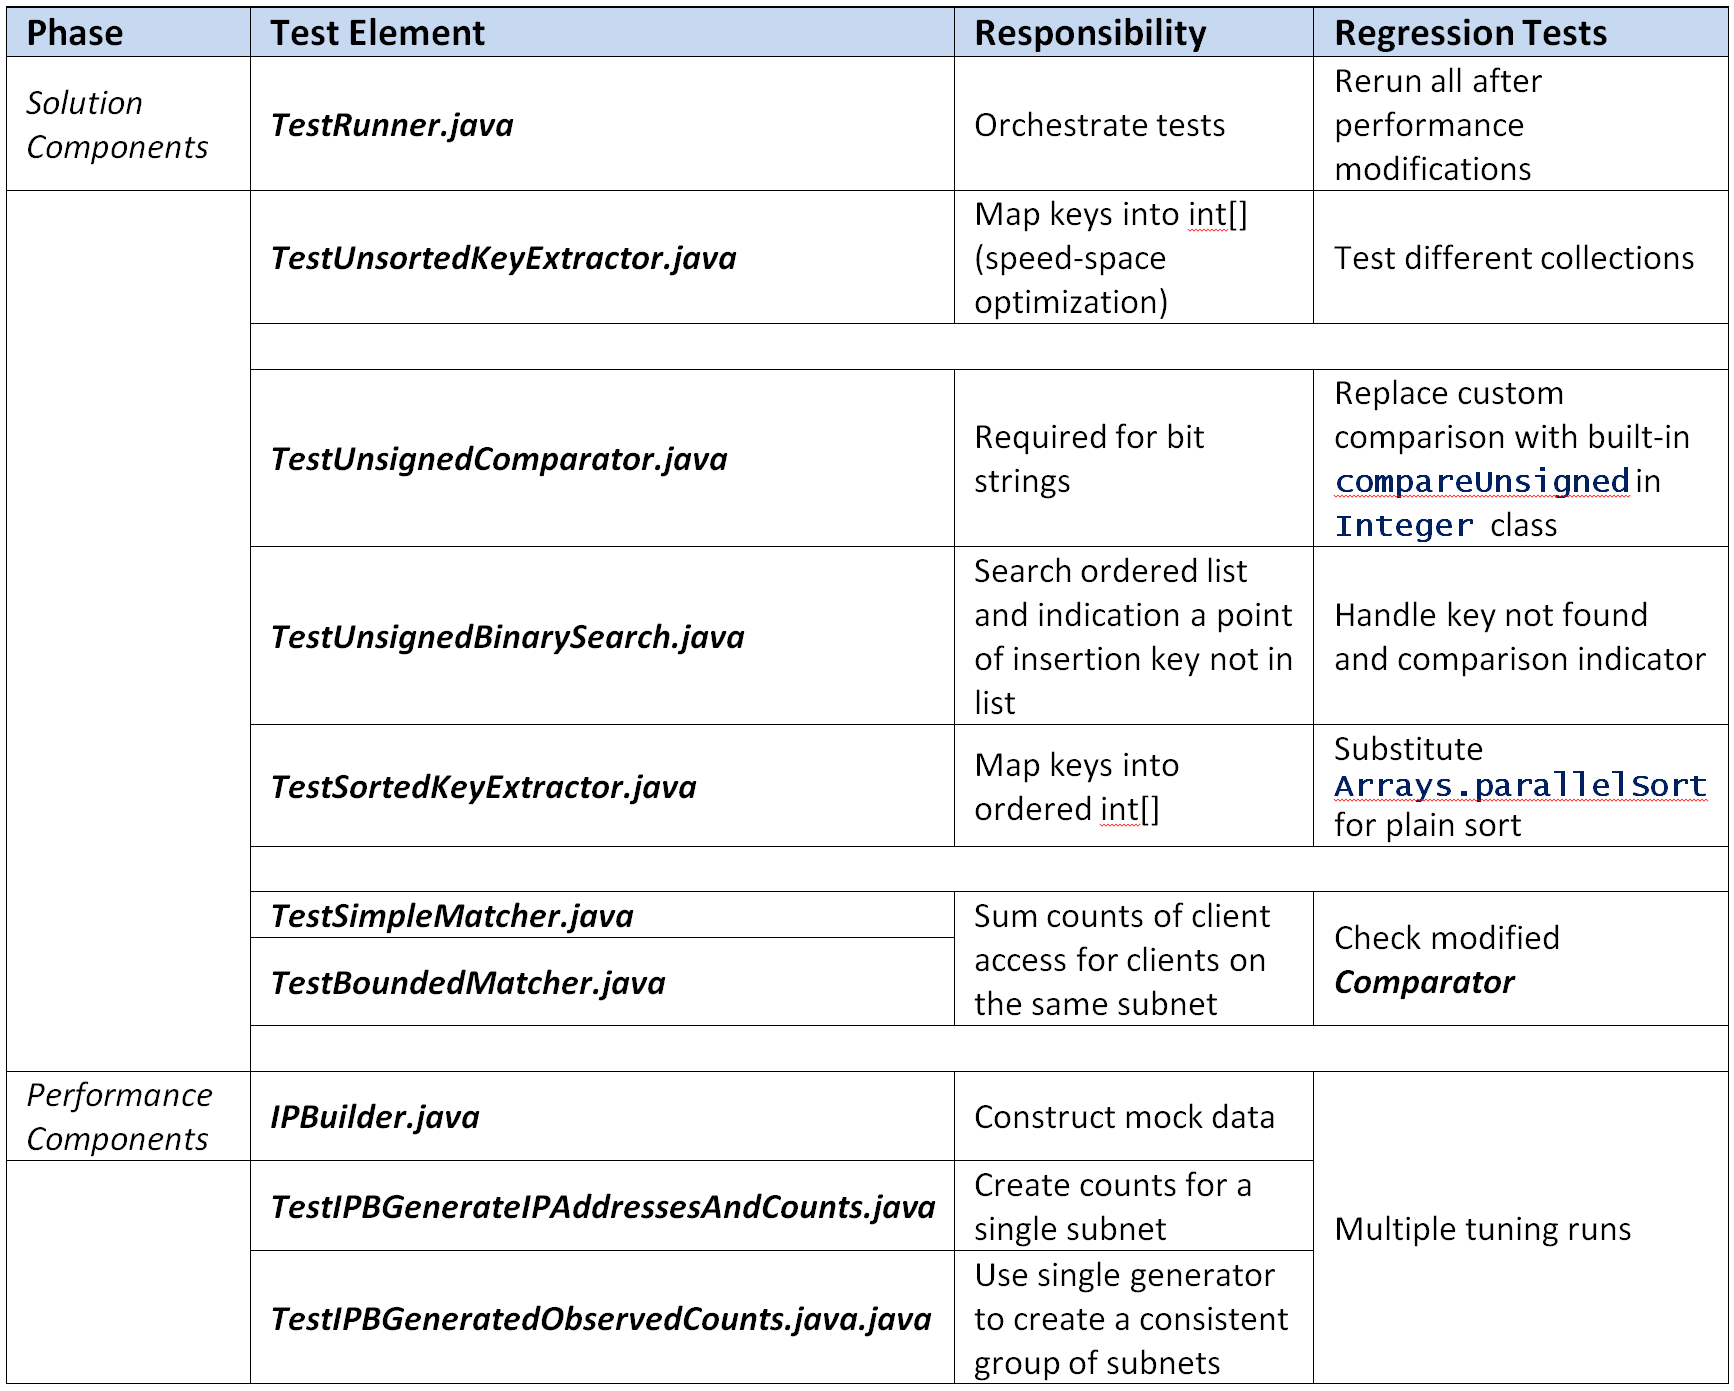 Phase Test Element Responsibility Regression Tests
Solution
Components
TestRunner.java
Orchestrate tests
Rerun all after
performance
modifications
TestUnsortedKeyExtractor.java
Map keys into int[]
(speed-space
optimization)
Test different collections
TestUnsignedComparator.java
Required for bit
strings
Replace custom
comparison with built-in
compareUnsigned in
Integer class
TestUnsignedBinarySearch.java
Search ordered list
and indication a point
of insertion key not in
list
Handle key not found
and comparison indicator
TestSortedKeyExtractor.java
Map keys into
ordered int[]
Substitute
Arrays.parallelSort
for plain sort
TestSimpleMatcher.java
TestBoundedMatcher.java
Sum counts of client
access for clients on
the same subnet
Check modified
Comparator
Performance
Components
IPBuilder.java
Construct mock data
TestIPBGenerateIPAddressesAndCounts.java
Create counts for a
single subnet
TestIPBGeneratedObservedCounts.java.java
Use single generator
to create a consistent
group of subnets
Multiple tuning runs